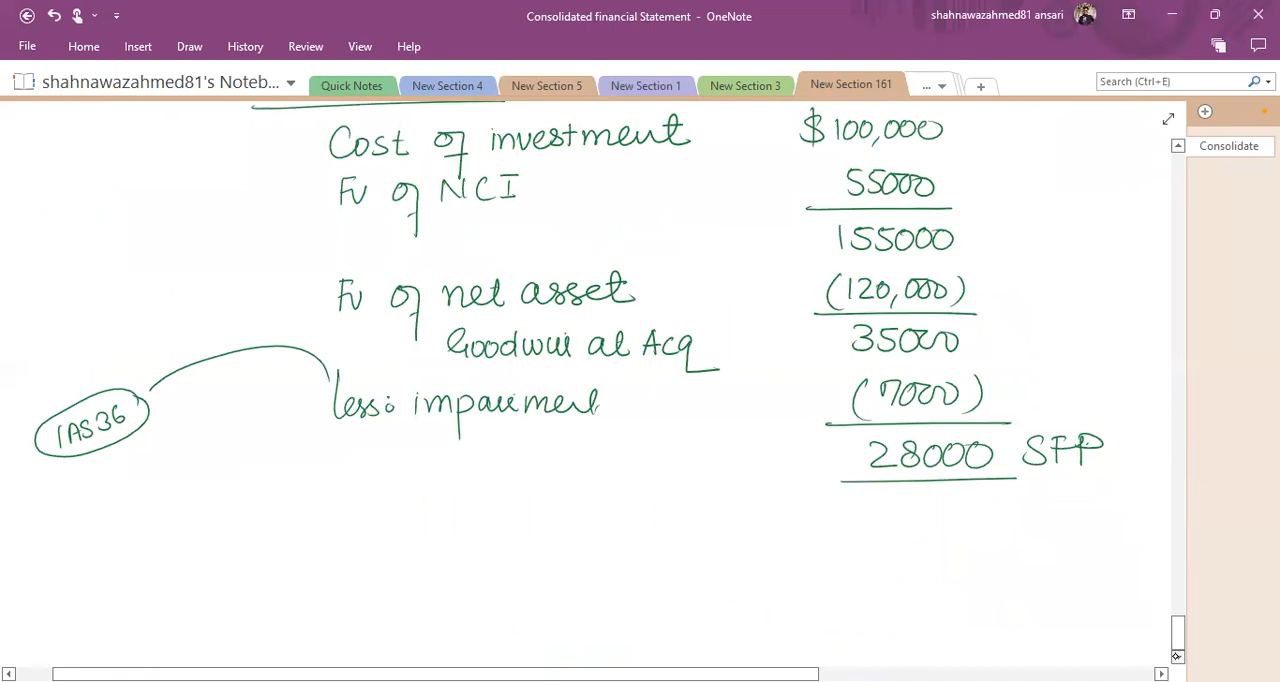 Consolidated financial Statement - OneNote
shahnawazahmed81 ansari
File Home Insert Draw History Review View Help
shahnawazahmed81's Noteb...
Quick Notes New Section 4 New Section 5 New Section 1 New Section 3 New Section 161 ...
Search (Ctrl+E)
Consolidate
Cost of investment $100,000
Fv of NCI 55000
155000
Fv of net asset (120,000)
Goodwill at Acq 35000
less: impairment (7000)
IAS36
28000 SFP